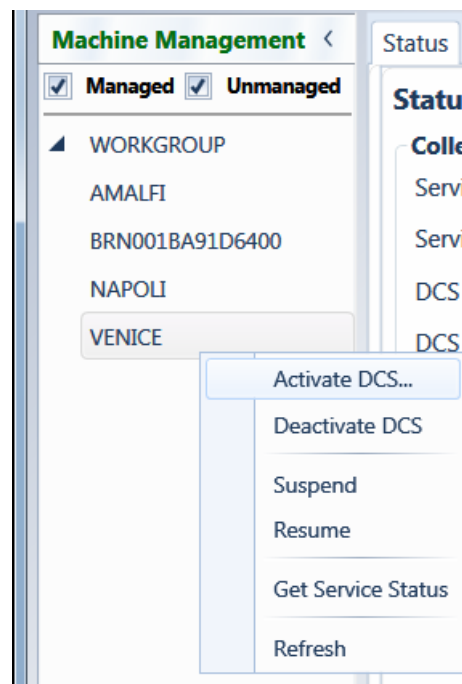 Machine Management <
Status
Managed Unmanaged
Statu
WORKGROUP
Colle
AMALFI
Servi
BRN001BA91D6400
Servi
NAPOLI
DCS
VENICE
DCS
Activate DCS...
Deactivate DCS
Suspend
Resume
Get Service Status
Refresh